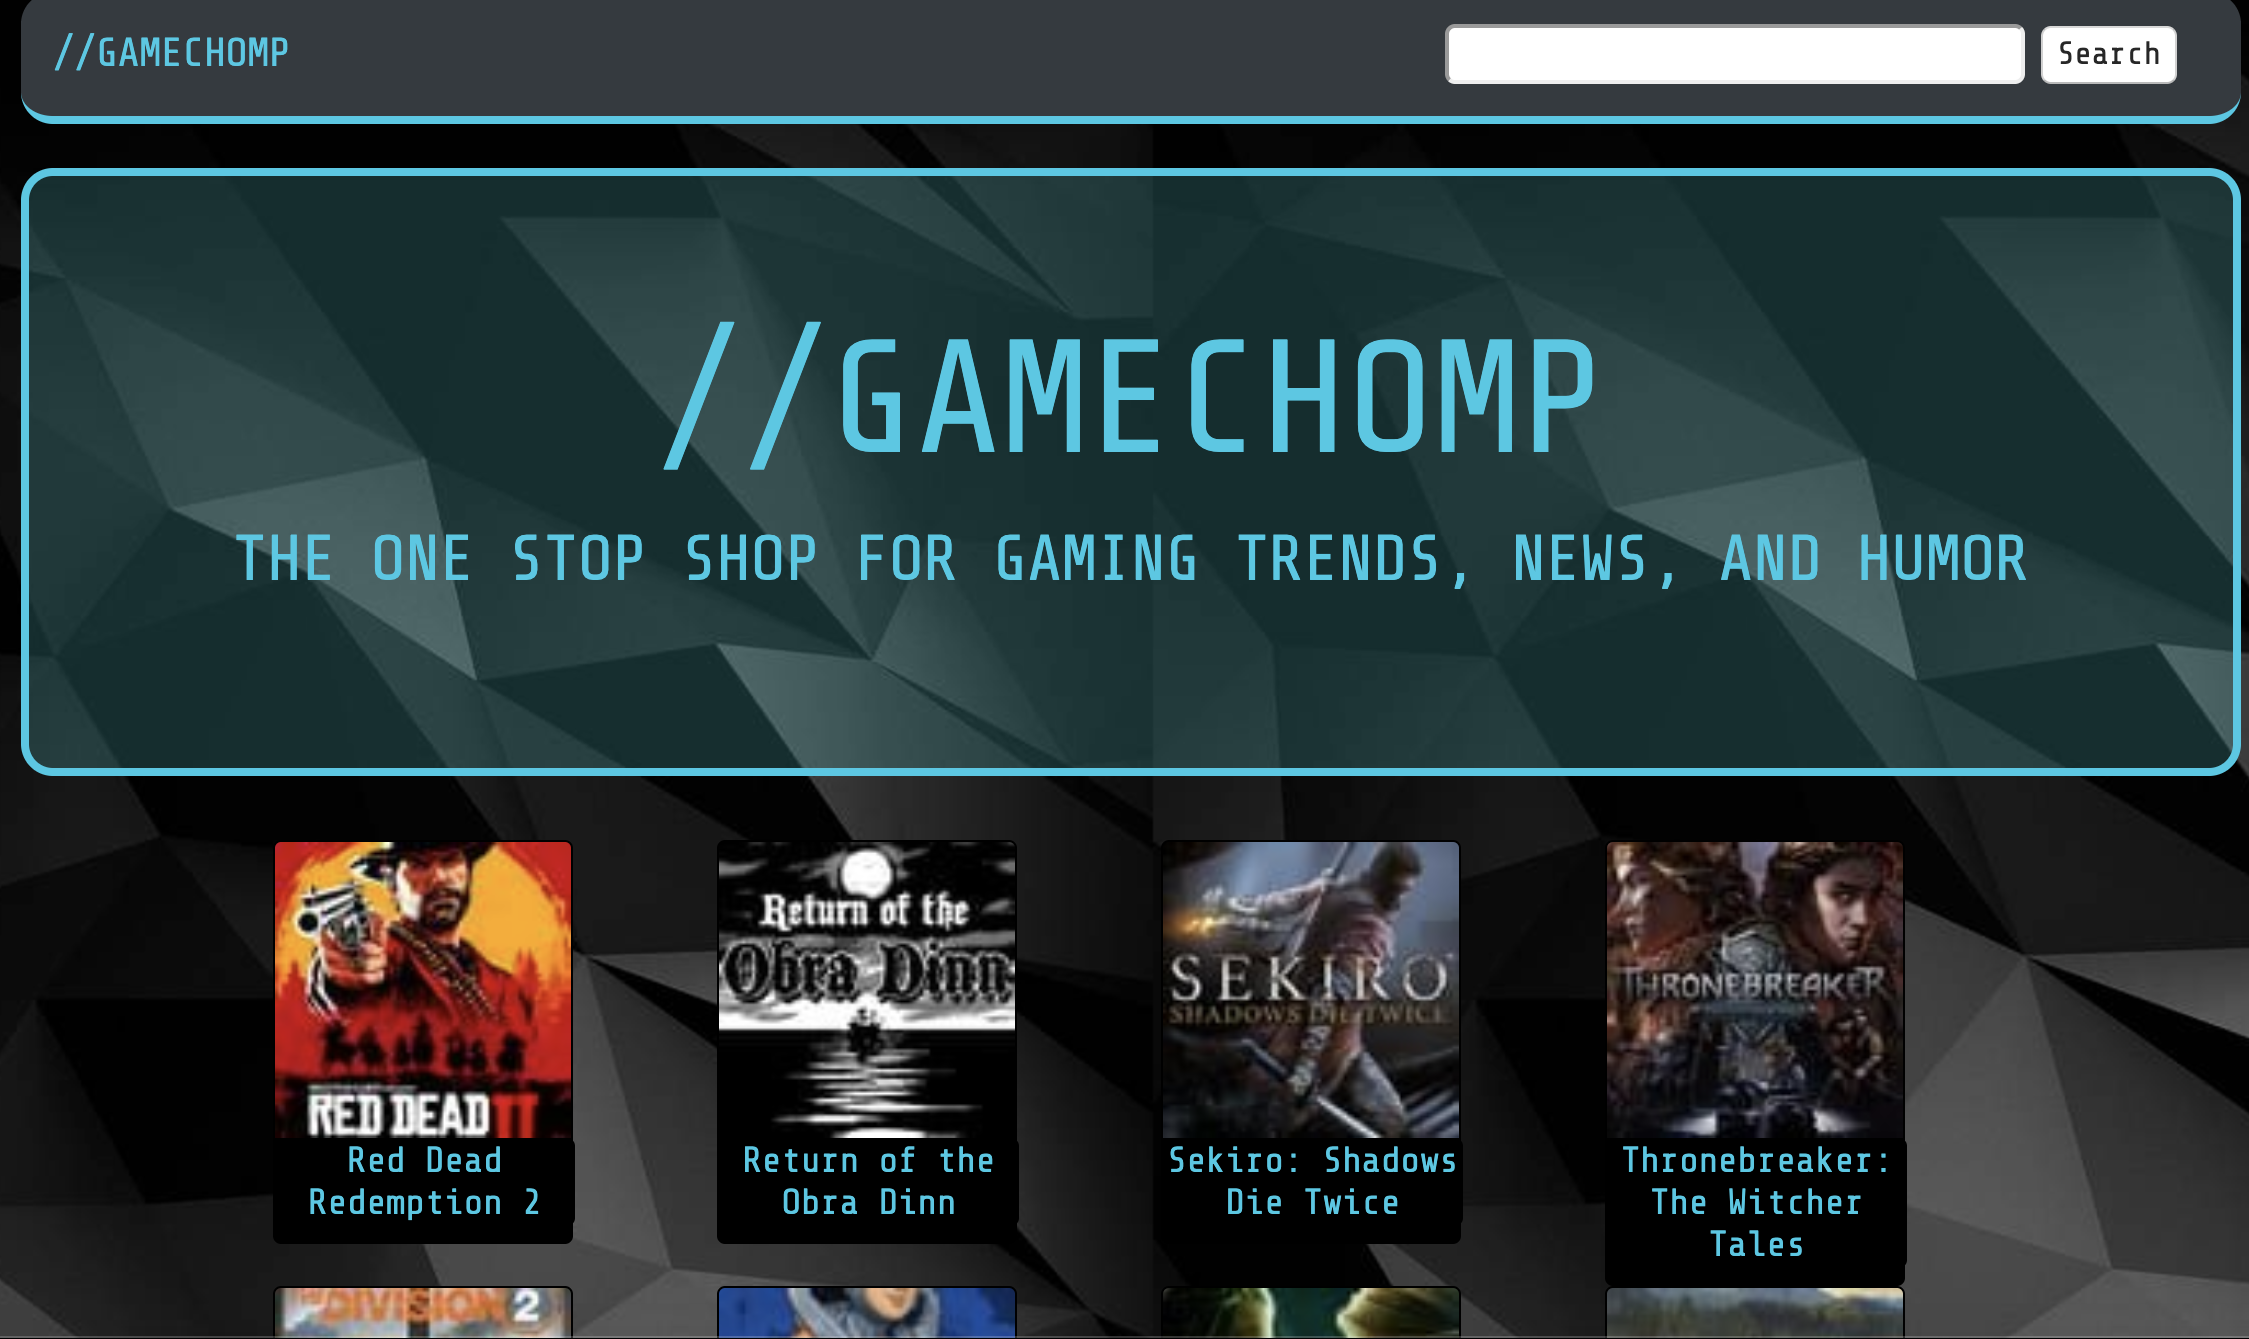 //GAMECHOMP
Search
//GAMECHOMP
THE ONE STOP SHOP FOR GAMING TRENDS, NEWS, AND HUMOR
Return of the
Obra Dinn
SEKIRO
SHADOWS DIE TWICE
THRONEBREAKER
RED DEAD II
Red Dead
Redemption 2
Return of the
Obra Dinn
Sekiro: Shadows
Die Twice
Thronebreaker:
The Witcher
Tales
DIVISION 2